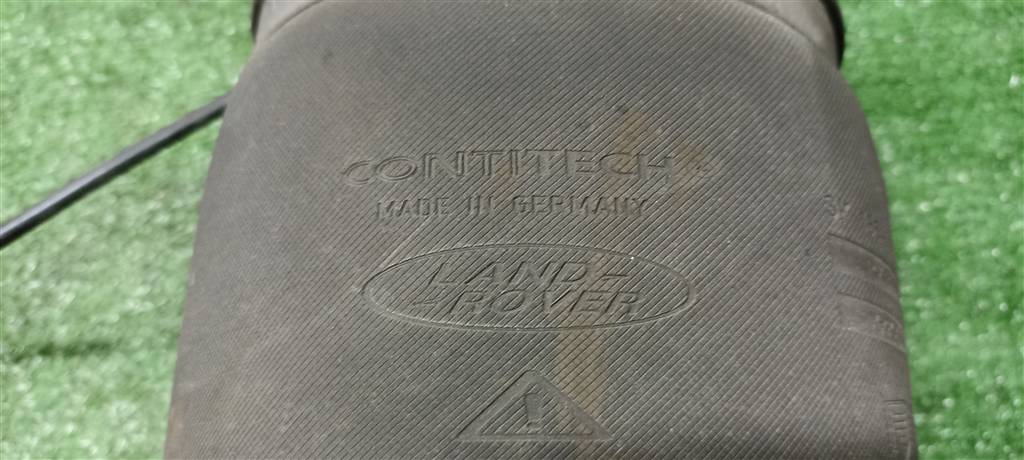 CONTITECH
MADE IN GERMANY
LAND-
-ROVER
!